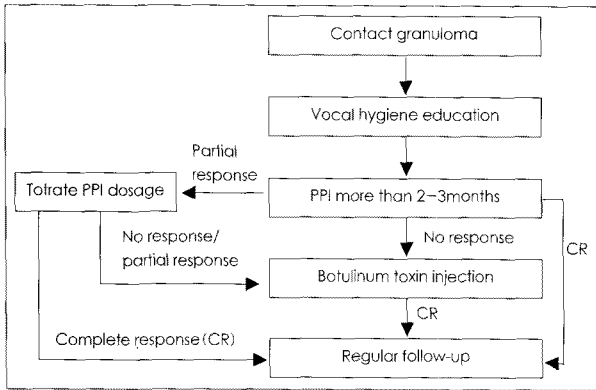 Contact granuloma
Vocal hygiene education
Partial
response
Totrate PPI dosage
PPI more than 2-3months
No response/
partial response
No response
CR
Botulinum toxin injection
CR
Complete response (CR)
Regular follow-up